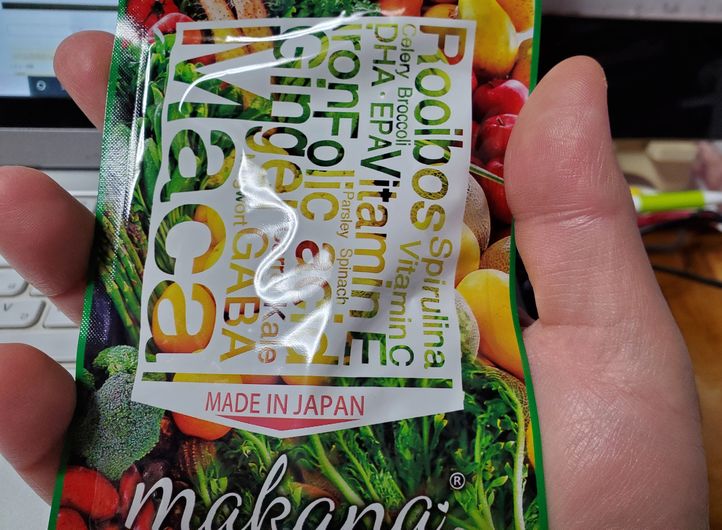 Rooibos Spirulina
Celery Broccoli Vitamin C
DHA・EPA Vitamin E
Parsley Spinach
Iron Folic acid
Ginger Kale
GABA
Maca
MADE IN JAPAN
makana®